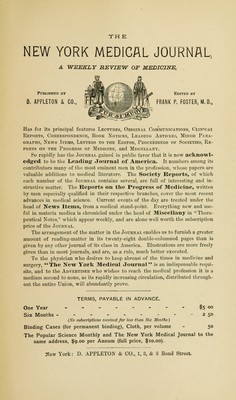 THE
NEW YORK MEDICAL JOURNAL,
A WEEKLY REVIEW OF MEDICINE,
PUBLISHED BY
D. APPLETON & CO.,
EDITED BY
FRANK P. FOSTER, M.D.,
Has for its principal features LECTURES, ORIGINAL COMMUNICATIONS, CLINICAL
REPORTS, CORRESPONDENCE, BOOK NOTICES, LEADING ARTICLES, MINOR PARA-
GRAPHS, NEWS ITEMS, LETTERS TO THE EDITOR, PROCEEDINGS OF SOCIETIES, RE-
PORTS ON THE PROGRESS OF MEDICINE, and MISCELLANY.
So rapidly has the JOURNAL gained in public favor that it is now acknowl-
edged to be the Leading Journal of America. It numbers among its
contributors many of the most eminent men in the profession, whose papers are
valuable additions to medical literature. The Society Reports, of which
each number of the JOURNAL contains several, are full of interesting and in-
structive matter. The Reports on the Progress of Medicine, written
by men especially qualified in their respective branches, cover the most recent
advances in medical science. Current events of the day are treated under the
head of News Items, from a medical stand-point. Everything new and use-
ful in materia medica is chronicled under the head of Miscellany in "Thera-
peutical Notes," which appear weekly, and are alone well worth the subscription
price of the JOURNAL.
The arrangement of the matter in the JOURNAL enables us to furnish a greater
amount of reading-matter in its twenty-eight double-columned pages than is
given by any other journal of its class in America. Illustrations are more freely
given than in other journals, and are, as a rule, much better executed.
To the physician who desires to keep abreast of the times in medicine and
surgery, "The New York Medical Journal" is an indispensable requi-
site, and to the ADVERTISER who wishes to reach the medical profession it is a
medium second to none, as its rapidly increasing circulation, distributed through-
out the entire Union, will abundantly prove.
TERMS, PAYABLE IN ADVANCE.
One Year - - - - - - - - $5 00
Six Months - - - - - - - - 2 50
(No subscriptions received for less than Six Months)
Binding Cases (for permanent binding), Cloth, per volume - 50
The Popular Science Monthly and The New York Medical Journal to the
same address, $9.00 per Annum (full price, $10.00).
New York: D. APPLETON & CO., 1, 3, & 5 Bond Street.